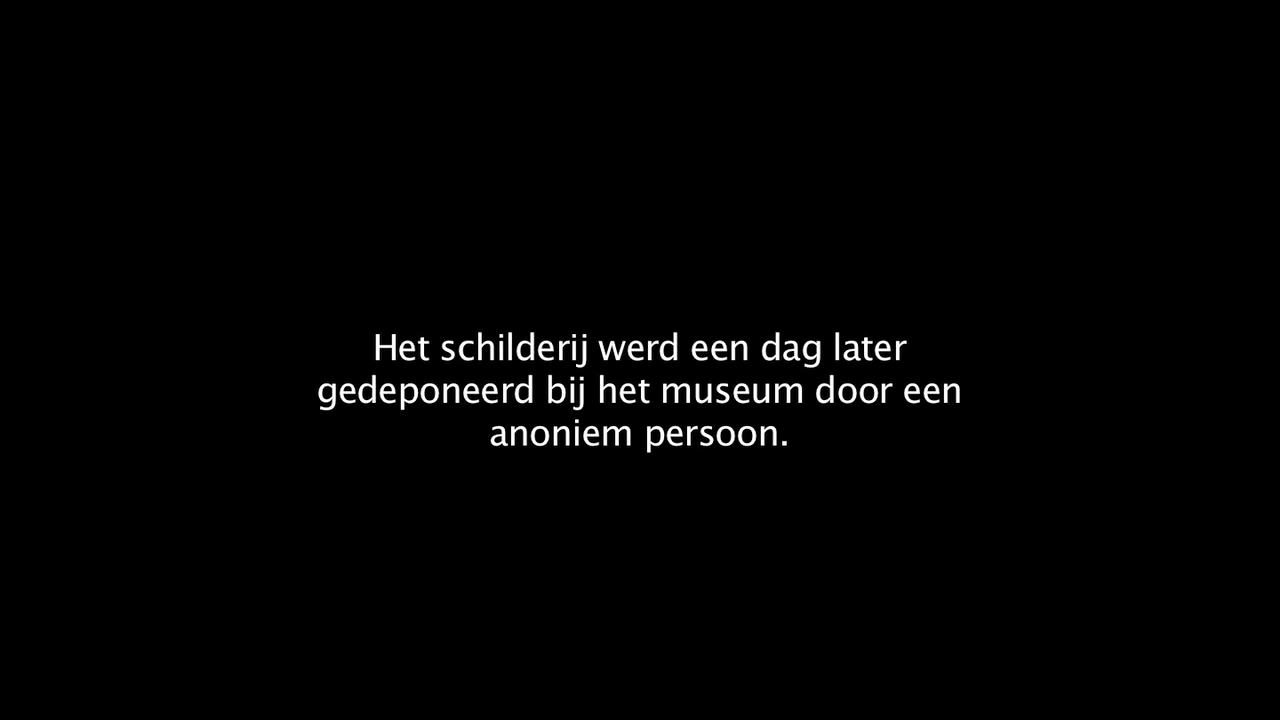 Het schilderij werd een dag later
gedeponeerd bij het museum door een
anoniem persoon.